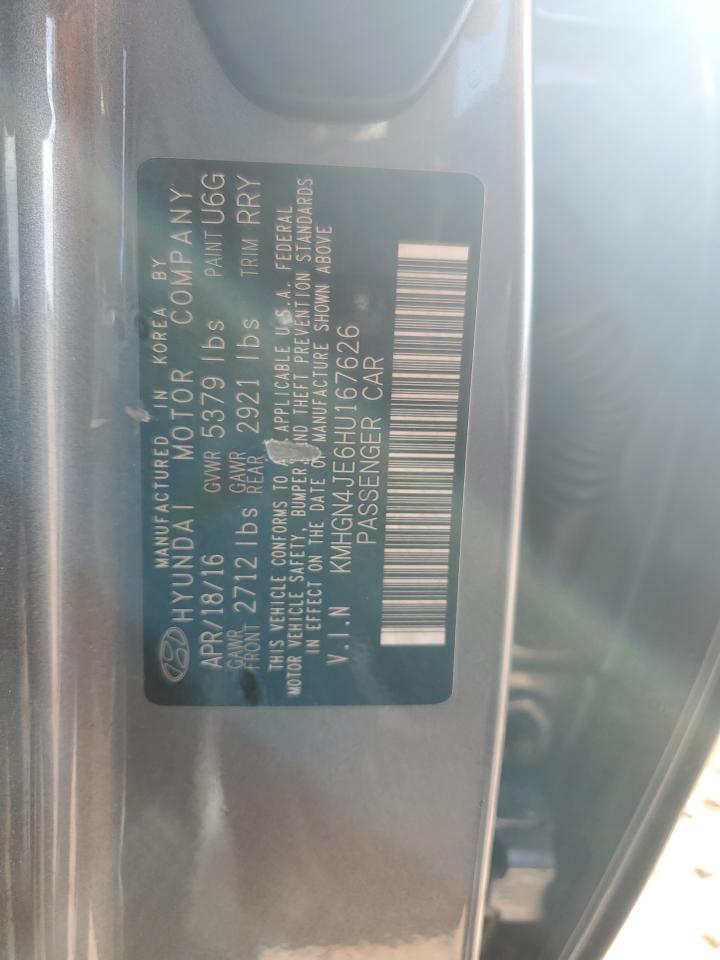 MANUFACTURED IN KOREA BY
HYUNDAI MOTOR COMPANY
APR/18/16 GVWR 5379 lbs PAINT U6G
GAWR FRONT 2712 lbs GAWR REAR 2921 lbs TRIM RRY
THIS VEHICLE CONFORMS TO APPLICABLE U.S.A. FEDERAL
MOTOR VEHICLE SAFETY, BUMPER AND THEFT PREVENTION STANDARDS
IN EFFECT ON THE DATE OF MANUFACTURE SHOWN ABOVE
V.I.N KMHGN4JE6HU167626
PASSENGER CAR